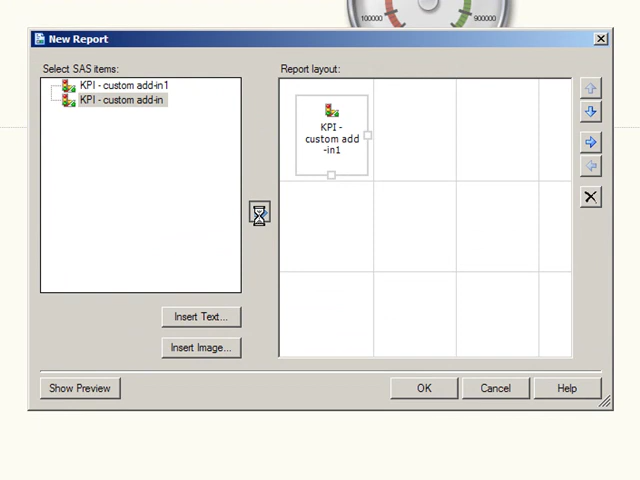 100000
900000
New Report
Select SAS items:
Report layout:
KPI - custom add-in1
KPI - custom add-in
KPI -
custom add
-in1
Insert Text...
Insert Image...
Show Preview
OK
Cancel
Help